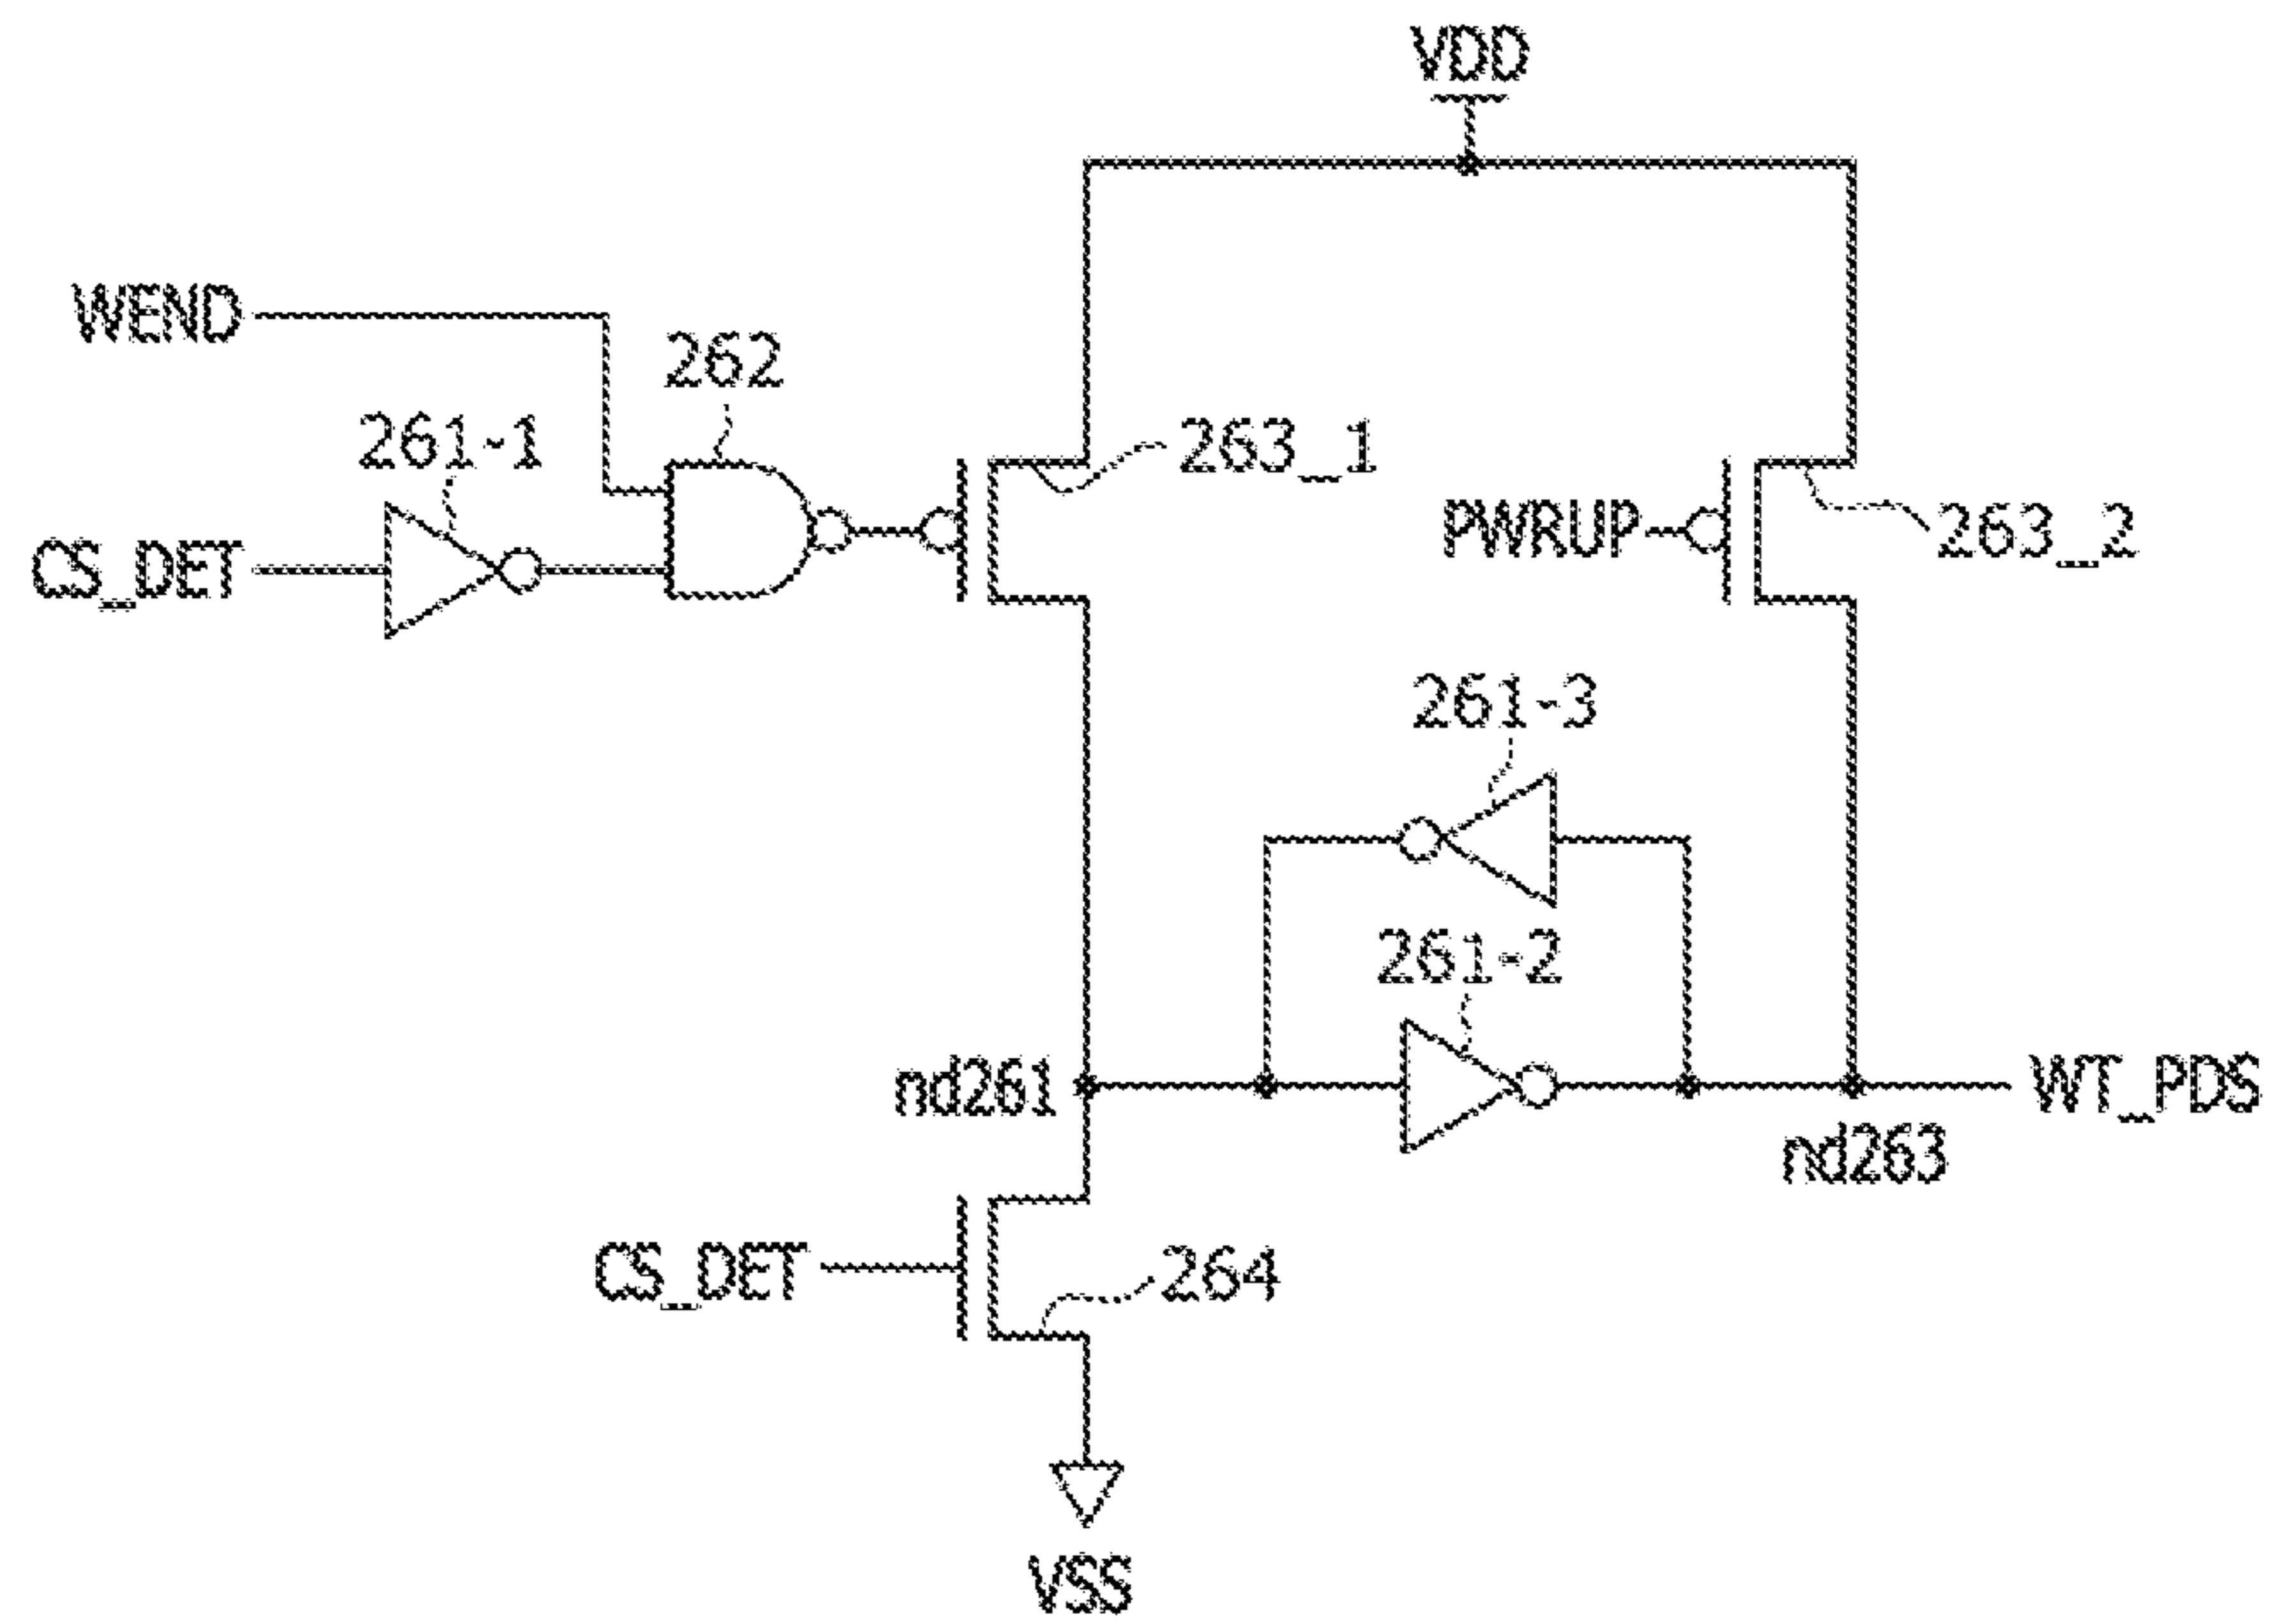 VDD
WEND
262
261-1
263_1
CS_DET
PWRUP
263_2
261-3
261-2
nd261
WT_PDS
nd263
CS_DET
264
VSS